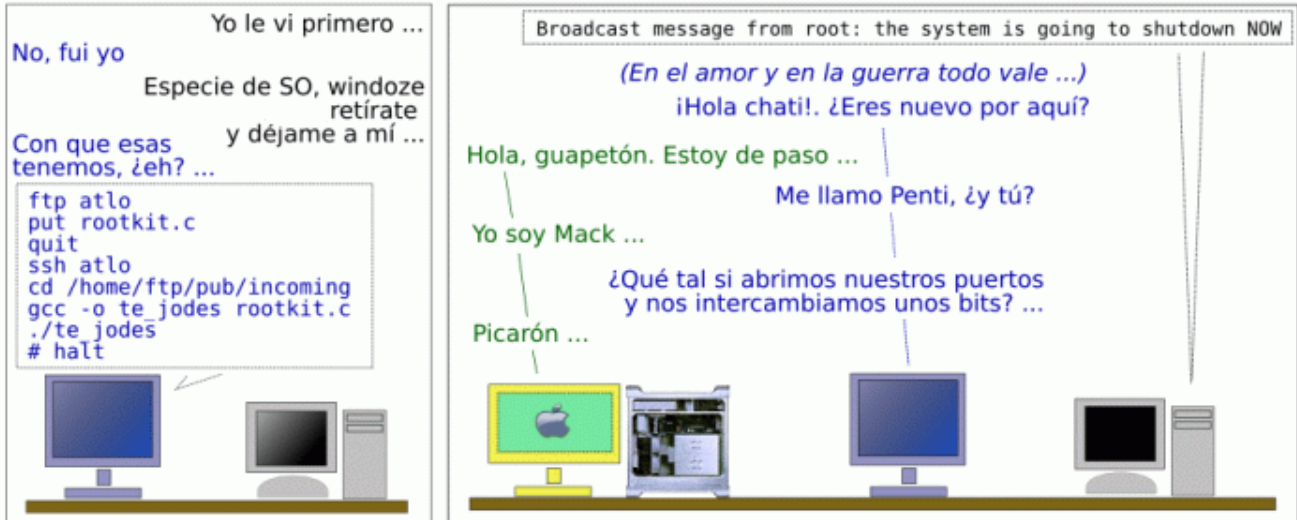 Yo le vi primero ...
No, fui yo
Especie de SO, windoze
retírate
y déjame a mí ...
Con que esas
tenemos, ¿eh? ...
ftp atlo
put rootkit.c
quit
ssh atlo
cd /home/ftp/pub/incoming
gcc -o te_jodes rootkit.c
./te_jodes
# halt
Broadcast message from root: the system is going to shutdown NOW
(En el amor y en la guerra todo vale ...)
¡Hola chati!. ¿Eres nuevo por aquí?
Hola, guapetón. Estoy de paso ...
Me llamo Penti, ¿y tú?
Yo soy Mack ...
¿Qué tal si abrimos nuestros puertos
y nos intercambiamos unos bits? ...
Picarón ...